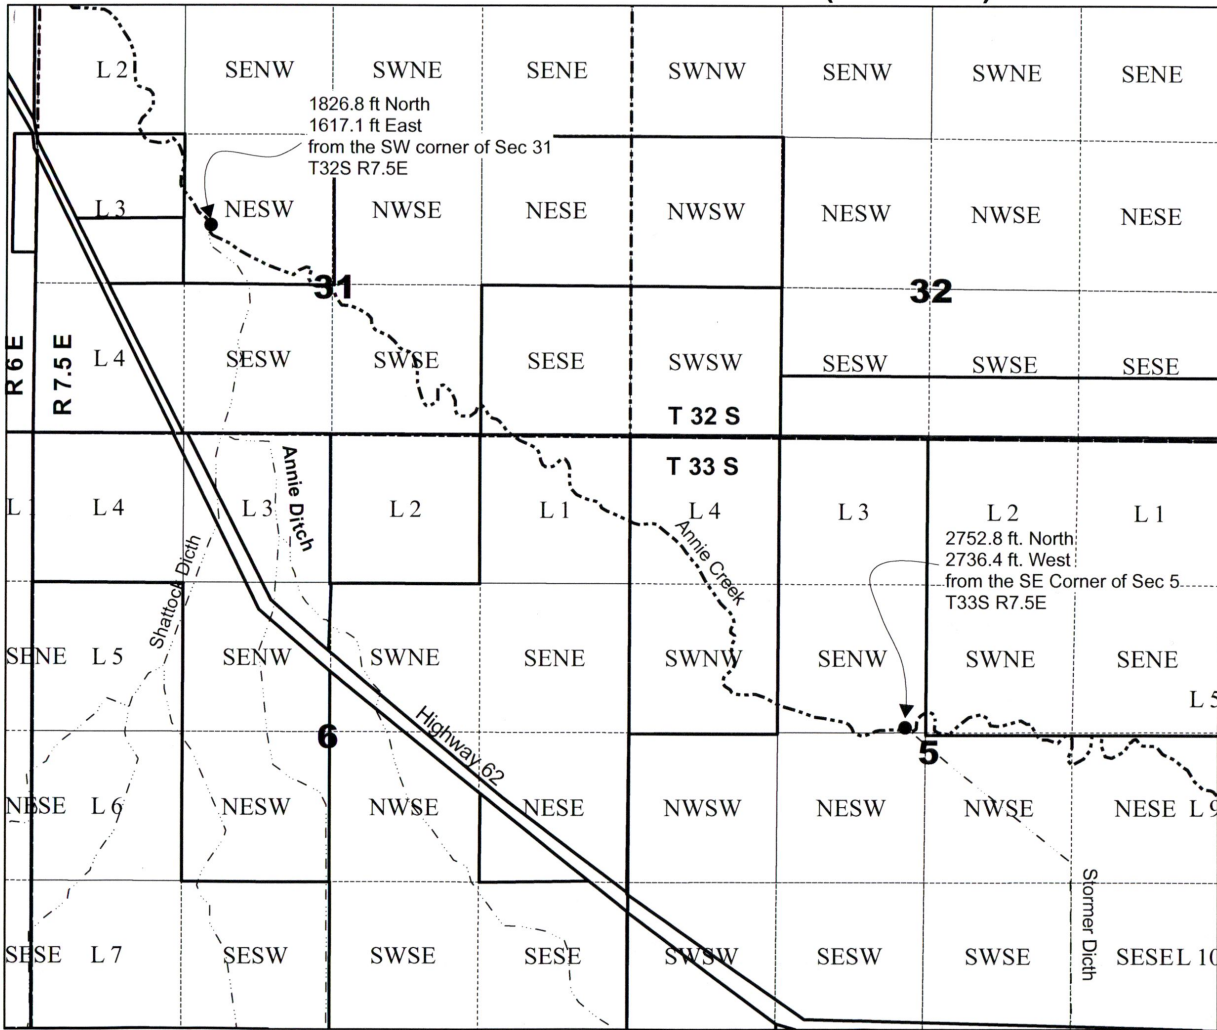 L 2 SENW SWNE SENE SWNW SENW SWNE SENE
1826.8 ft North
1617.1 ft East
from the SW corner of Sec 31
T32S R7.5E
L 3 NESW NWSE NESE NWSW NESW NWSE NESE
31 32
R 6 E
R 7.5 E
L 4 SESW SWSE SESE SWSW SESW SWSE SESE
T 32 S
T 33 S
Annie Ditch
L 4 L 3 L 2 L 1 L 4 L 3 L 2 L 1
Annie Creek
2752.8 ft. North
2736.4 ft. West
from the SE Corner of Sec 5
T33S R7.5E
Shattock Dicth
SENE L 5 SENW SWNE SENE SWNW SENW SWNE SENE
L 5
Highway 62
6 5
NESE L 6 NESW NWSE NESE NWSW NESW NWSE NESE L 9
Stormer Dicth
SESE L 7 SESW SWSE SESE SWSW SESW SWSE SESE L 10